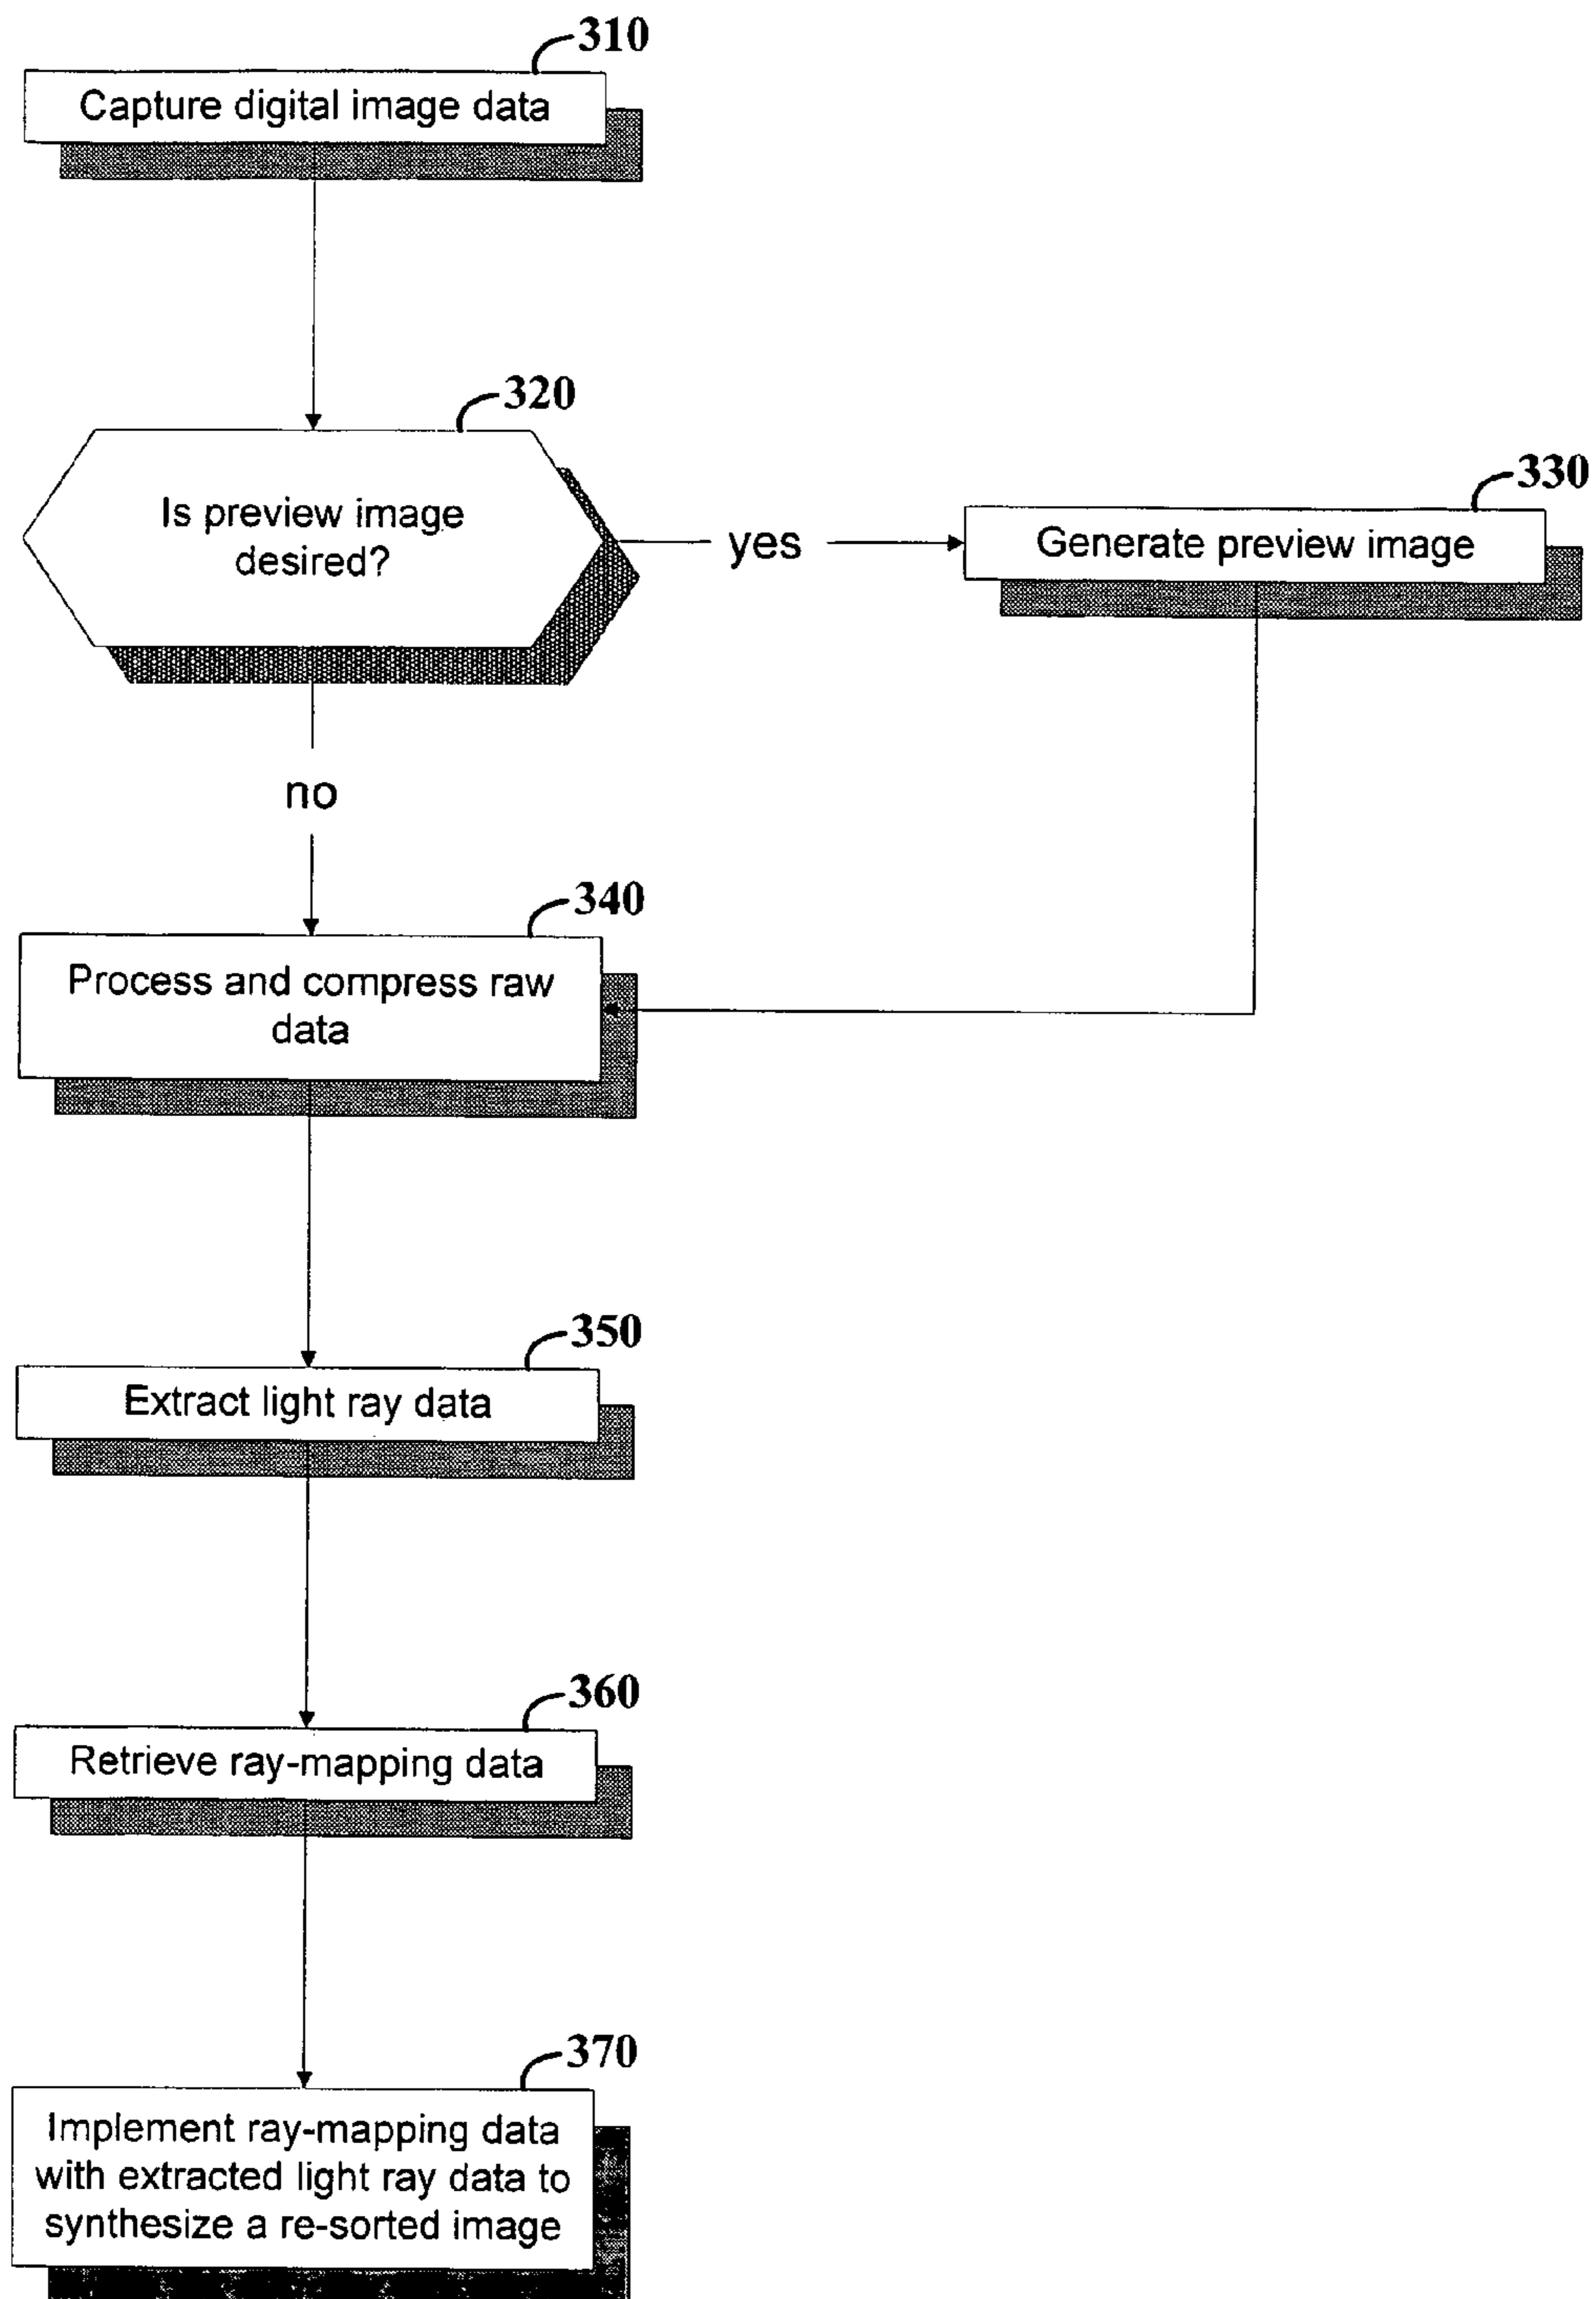 310
Capture digital image data
320
Is preview image
desired?
yes
330
Generate preview image
no
340
Process and compress raw
data
350
Extract light ray data
360
Retrieve ray-mapping data
370
Implement ray-mapping data
with extracted light ray data to
synthesize a re-sorted image